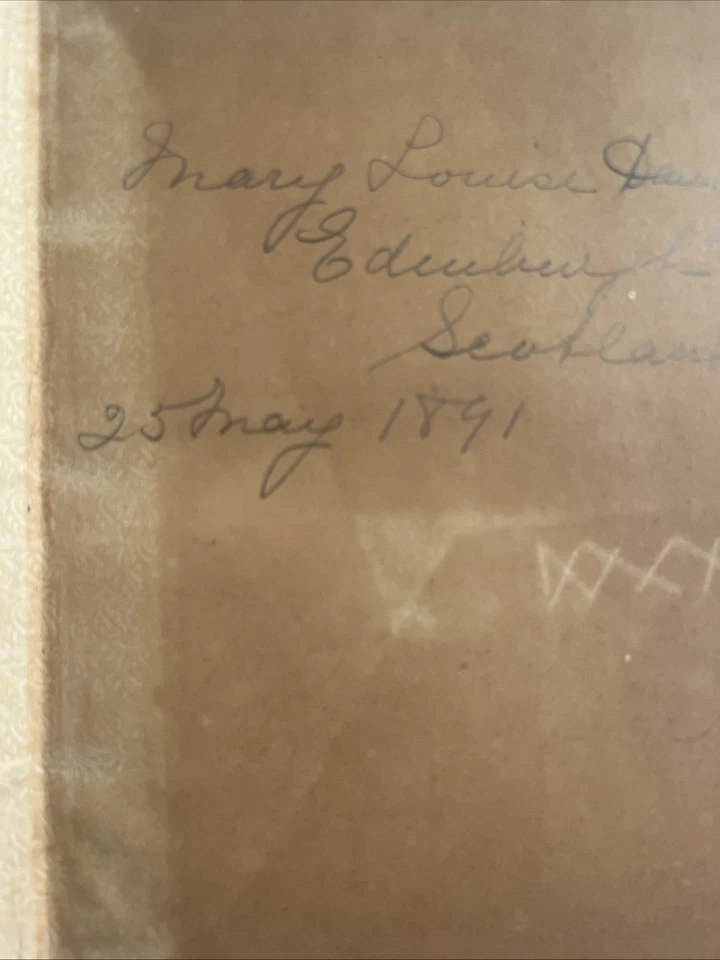 Mary Louise
Edinburgh
Scotland
25 May 1891